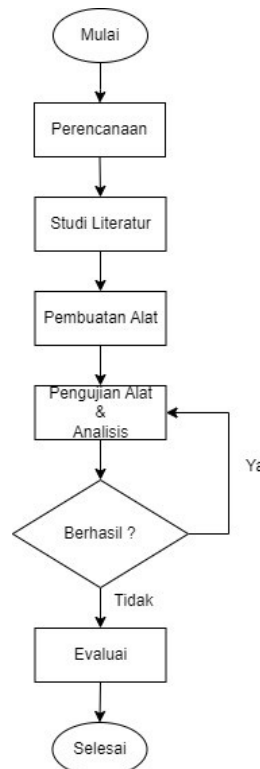 Mulai
Perencanaan
Studi Literatur
Pembuatan Alat
Pengujian Alat
&
Analisis
Berhasil ?
Ya
Tidak
Evaluai
Selesai